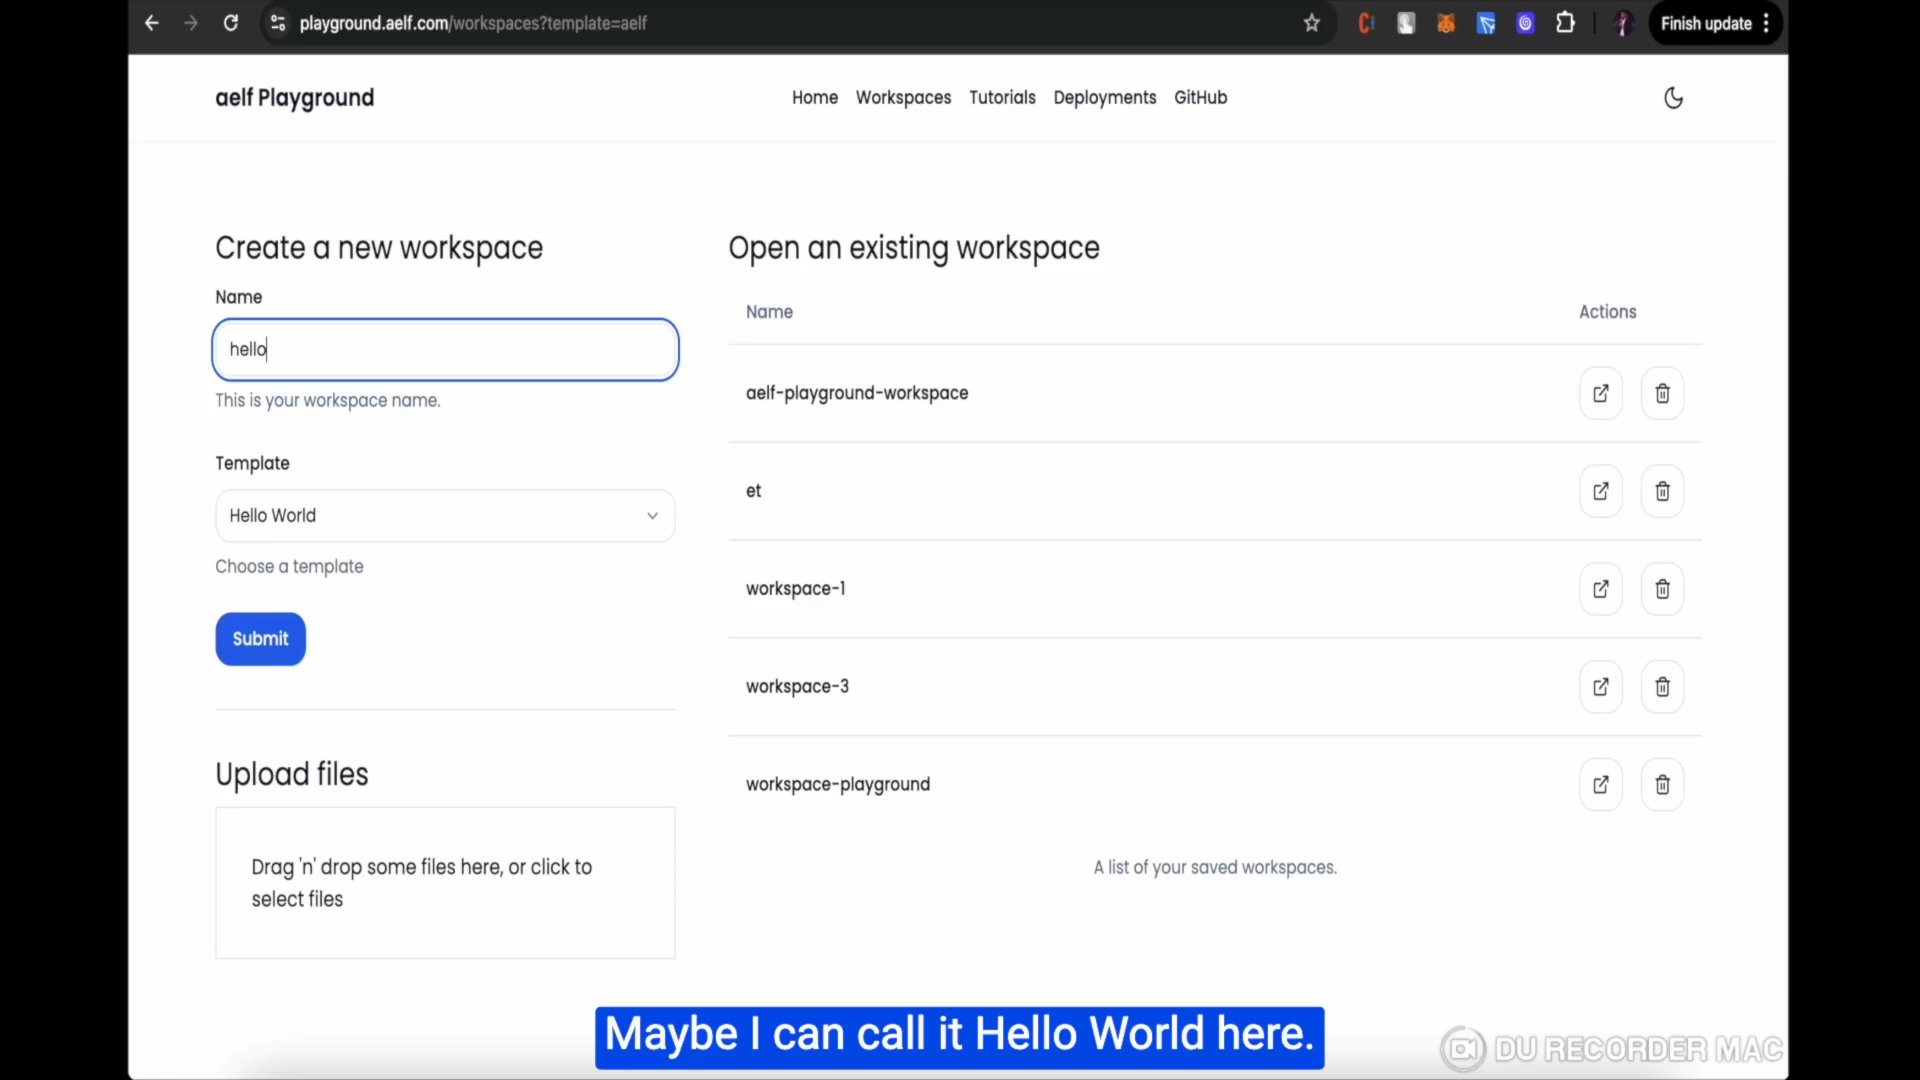 playground.aelf.com/workspaces?template=aelf
Finish update
aelf Playground
Home Workspaces Tutorials Deployments GitHub
Create a new workspace
Name
hello
This is your workspace name.
Template
Hello World
Choose a template
Submit
Upload files
Drag 'n' drop some files here, or click to
select files
Open an existing workspace
Name Actions
aelf-playground-workspace
et
workspace-1
workspace-3
workspace-playground
A list of your saved workspaces.
Maybe I can call it Hello World here.
DU RECORDER MAC